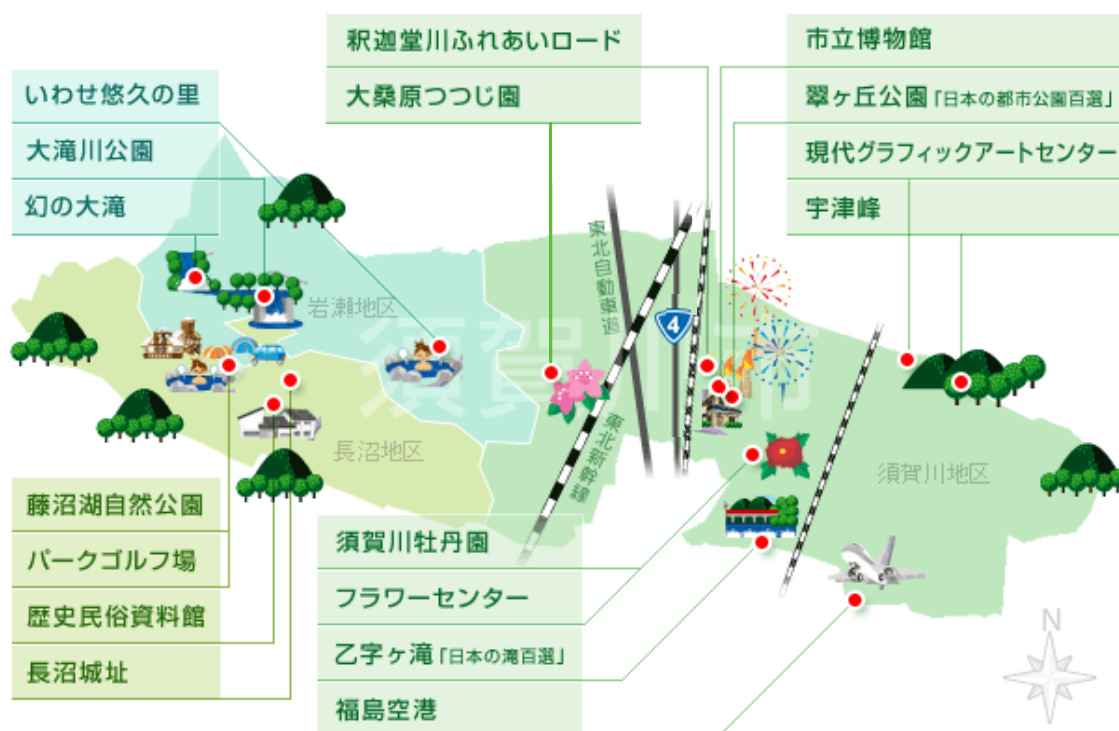 釈迦堂川ふれあいロード
大桑原つつじ園
市立博物館
翠ヶ丘公園「日本の都市公園百選」
現代グラフィックアートセンター
宇津峰
いわせ悠久の里
大滝川公園
幻の大滝
東北自動車道
4
岩瀬地区
須賀川市
長沼地区
東北新幹線
須賀川地区
藤沼湖自然公園
パークゴルフ場
歴史民俗資料館
長沼城址
須賀川牡丹園
フラワーセンター
乙字ヶ滝「日本の滝百選」
福島空港
N